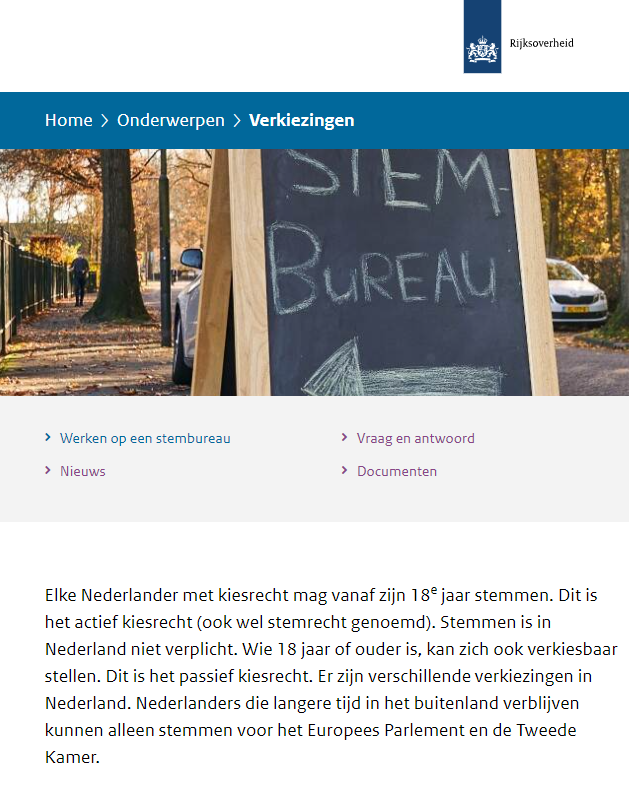 Rijksoverheid
Home > Onderwerpen > Verkiezingen
STEM-
BUREAU
Werken op een stembureau
Vraag en antwoord
Nieuws
Documenten
Elke Nederlander met kiesrecht mag vanaf zijn 18e jaar stemmen. Dit is
het actief kiesrecht (ook wel stemrecht genoemd). Stemmen is in
Nederland niet verplicht. Wie 18 jaar of ouder is, kan zich ook verkiesbaar
stellen. Dit is het passief kiesrecht. Er zijn verschillende verkiezingen in
Nederland. Nederlanders die langere tijd in het buitenland verblijven
kunnen alleen stemmen voor het Europees Parlement en de Tweede
Kamer.